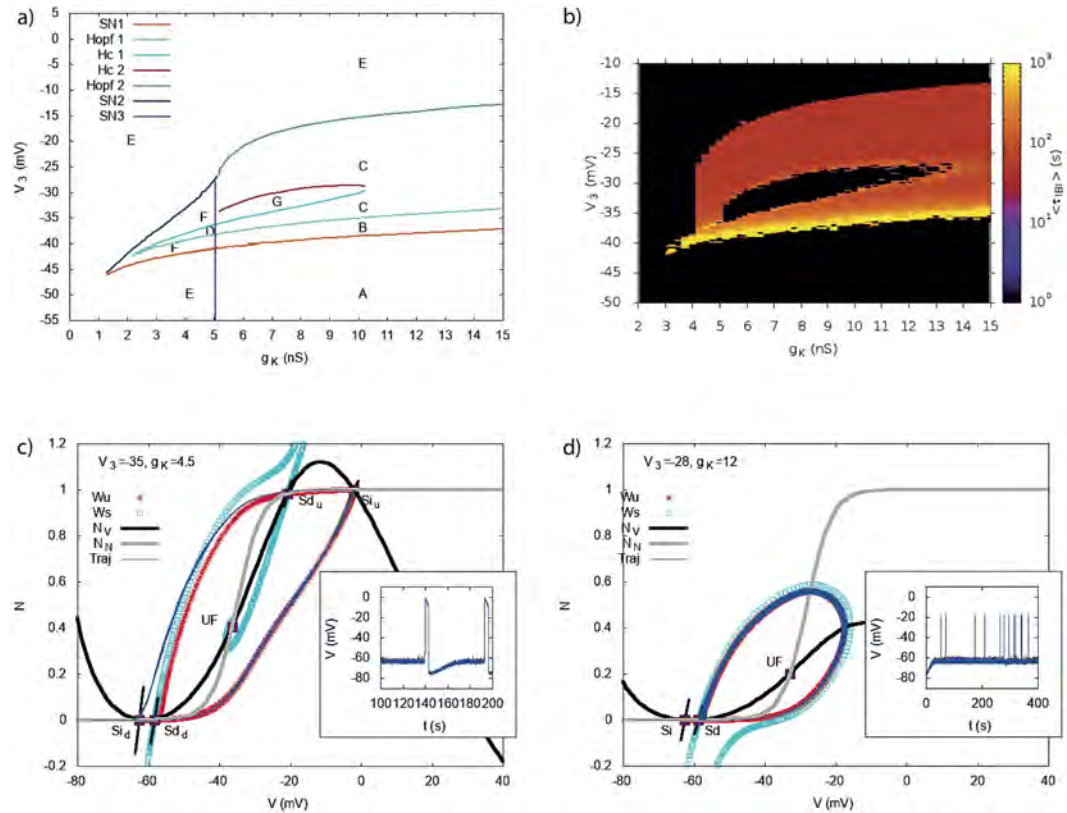 a)
SN1
Hopf 1
Hc 1
Hc 2
Hopf 2
SN2
SN3
5
0
-5
-10
-15
-20
-25
-30
-35
-40
-45
-50
-55
V3 (mV)
E
E
C
G
F
C
D
B
F
E
A
0 1 2 3 4 5 6 7 8 9 10 11 12 13 14 15
gK (nS)
b)
0
-5
-10
-15
-20
-25
-30
-35
-40
-45
-50
V3 (mV)
2 3 4 5 6 7 8 9 10 11 12 13 14 15
gK (nS)
10^3
10^2
10^1
10^0
<τIBI> (s)
c)
V3=-35, gK=4.5
Wu
Ws
NV
NN
Traj
1.2
1
0.8
0.6
0.4
0.2
0
-0.2
N
Sdu
Siu
UF
Sid
Sdd
-80 -60 -40 -20 0 20 40
V (mV)
0
-20
-40
-60
-80
V (mV)
100 120 140 160 180 200
t (s)
d)
V3=-28, gK=12
Wu
Ws
NV
NN
Traj
1.2
1
0.8
0.6
0.4
0.2
0
-0.2
N
UF
Si
Sd
-80 -60 -40 -20 0 20 40
V (mV)
0
-20
-40
-60
-80
V (mV)
0 200 400
t (s)